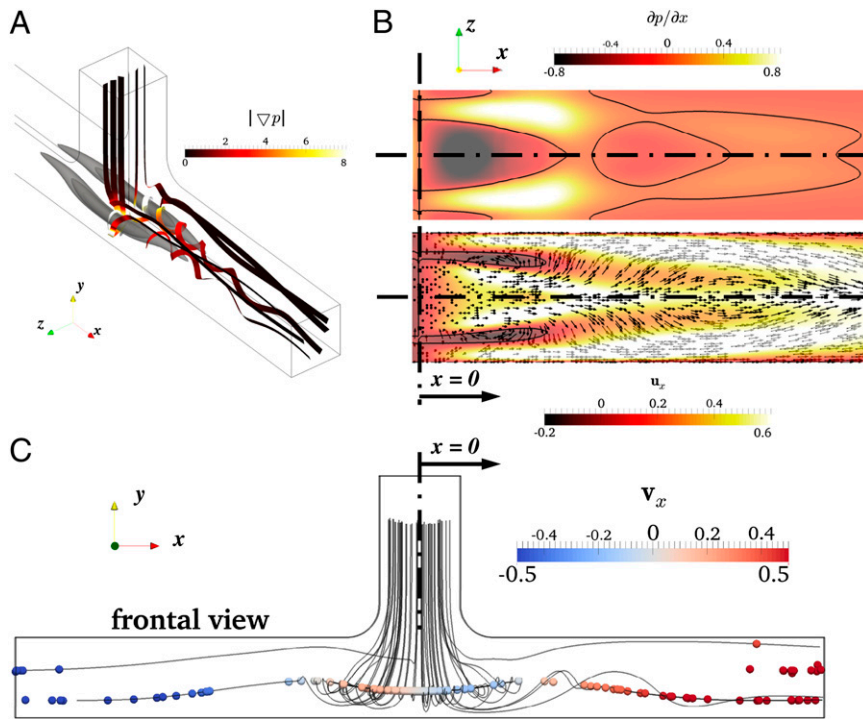 A
|▽p|
0 2 4 6 8
y
z x
B
z
x
∂p/∂x
-0.4 0 0.4
-0.8 0.8
x = 0
u_x
0 0.2 0.4
-0.2 0.6
C
x = 0
y
x
v_x
-0.4 -0.2 0 0.2 0.4
-0.5 0.5
frontal view